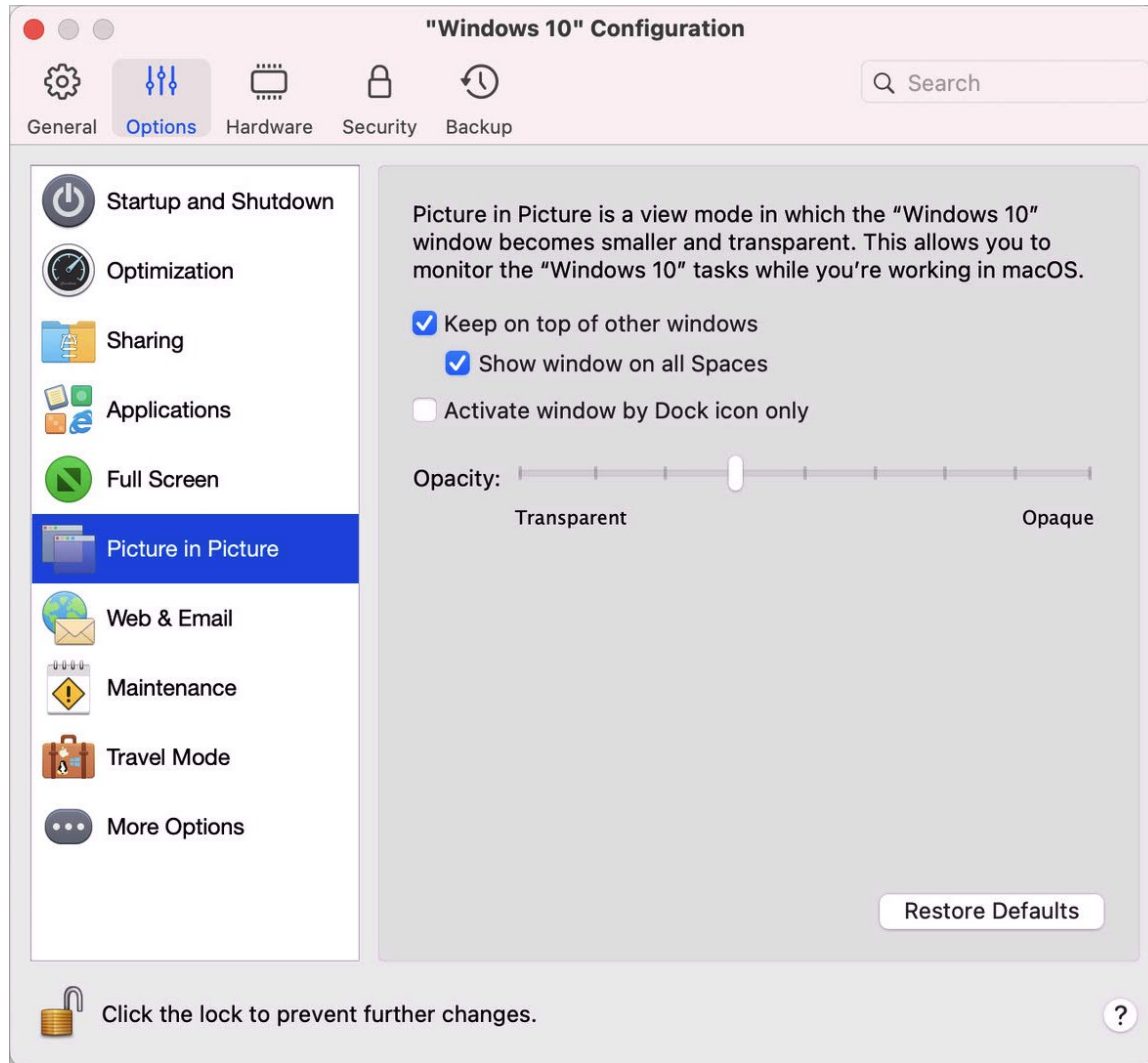 "Windows 10" Configuration
General
Options
Hardware
Security
Backup
Search
Startup and Shutdown
Optimization
Sharing
Applications
Full Screen
Picture in Picture
Web & Email
Maintenance
Travel Mode
More Options
Picture in Picture is a view mode in which the “Windows 10”
window becomes smaller and transparent. This allows you to
monitor the “Windows 10” tasks while you’re working in macOS.
Keep on top of other windows
Show window on all Spaces
Activate window by Dock icon only
Opacity:
Transparent
Opaque
Restore Defaults
Click the lock to prevent further changes.
?